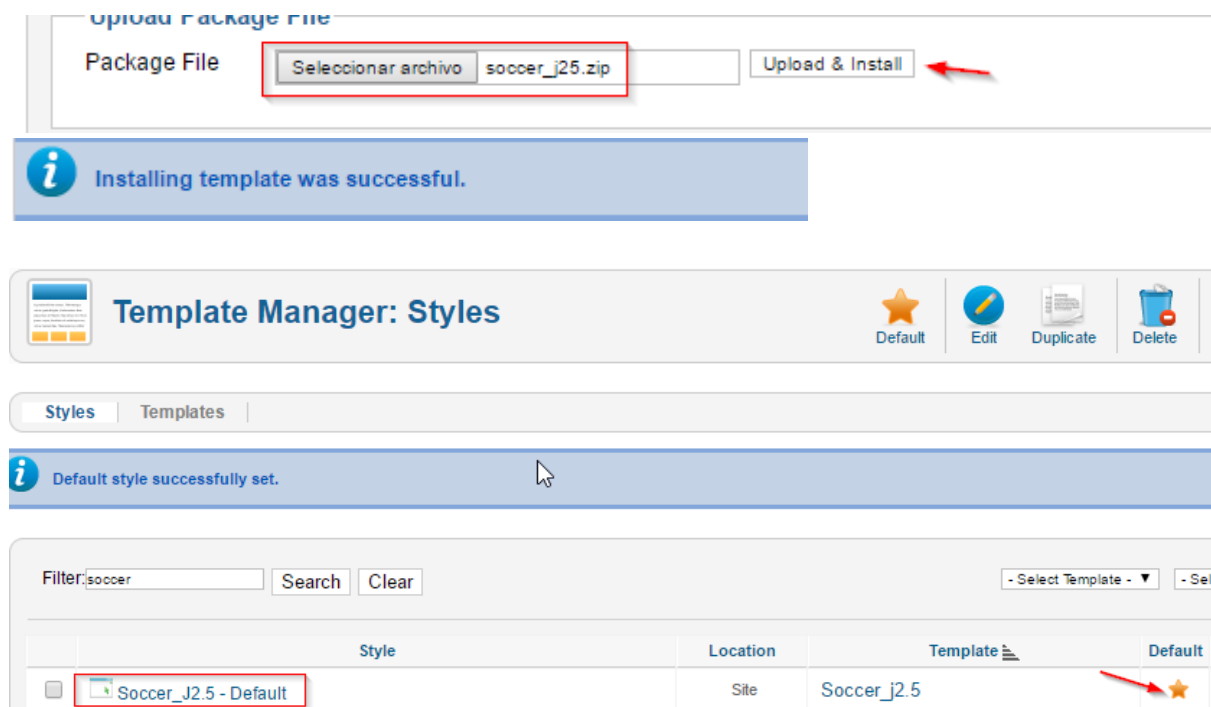 Upload Package File
Package File Seleccionar archivo soccer_j25.zip Upload & Install
Installing template was successful.
Template Manager: Styles
Default Edit Duplicate Delete
Styles Templates
Default style successfully set.
Filter: soccer Search Clear - Select Template - - Sel
Style Location Template Default
Soccer_J2.5 - Default Site Soccer_j2.5